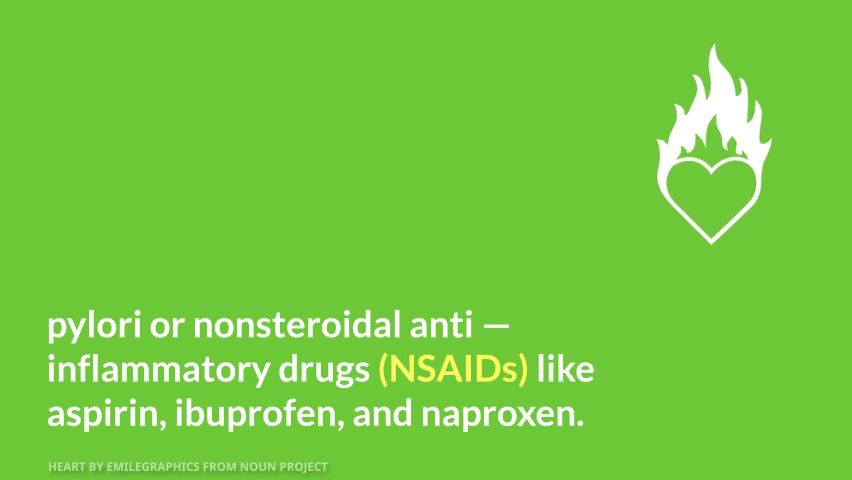 pylori or nonsteroidal anti —
inflammatory drugs (NSAIDs) like
aspirin, ibuprofen, and naproxen.
HEART BY EMILEGRAPHICS FROM NOUN PROJECT